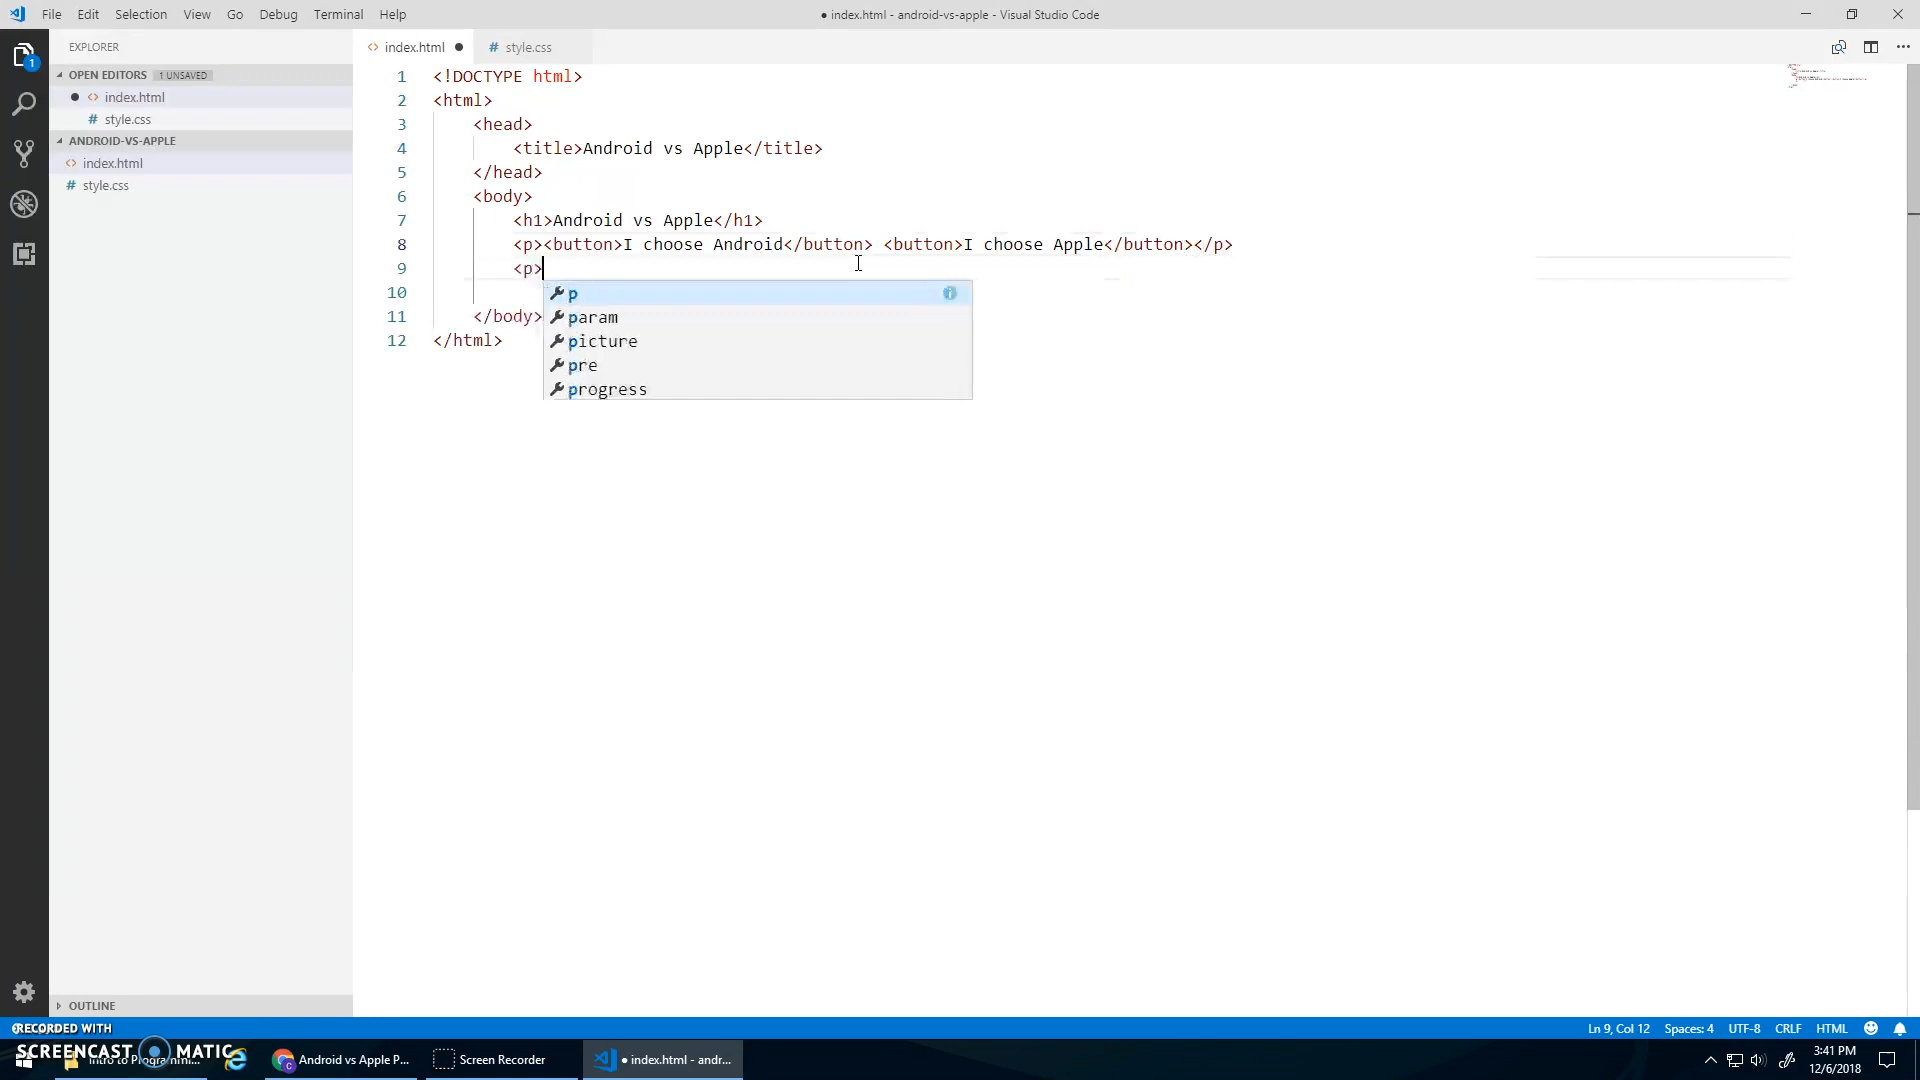 File Edit Selection View Go Debug Terminal Help
● index.html - android-vs-apple - Visual Studio Code
EXPLORER
OPEN EDITORS 1 UNSAVED
index.html
style.css
ANDROID-VS-APPLE
index.html
style.css
OUTLINE
1
index.html ●
# style.css
1 <!DOCTYPE html>
2 <html>
3 <head>
4 <title>Android vs Apple</title>
5 </head>
6 <body>
7 <h1>Android vs Apple</h1>
8 <p><button>I choose Android</button> <button>I choose Apple</button></p>
9 <p>
10
11 </body>
12 </html>
p
param
picture
pre
progress
Ln 9, Col 12 Spaces: 4 UTF-8 CRLF HTML
RECORDED WITH
SCREENCAST MATIC
Android vs Apple P...
Screen Recorder
● index.html - andr...
3:41 PM
12/6/2018